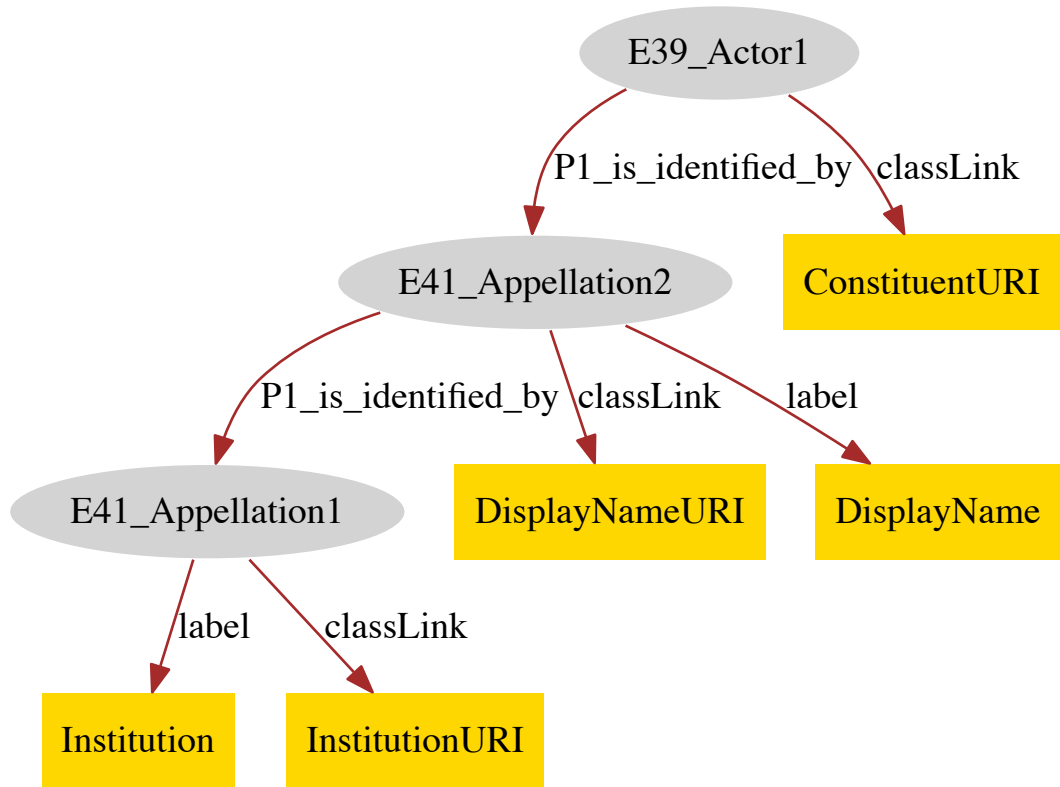 E39_Actor1
P1_is_identified_by
classLink
E41_Appellation2
ConstituentURI
P1_is_identified_by
classLink
label
E41_Appellation1
DisplayNameURI
DisplayName
label
classLink
Institution
InstitutionURI